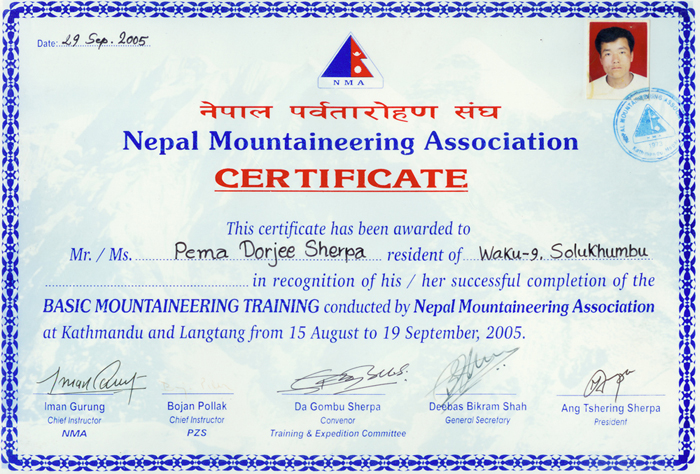 Date: 29 Sep. 2005
NMA
नेपाल पर्वतारोहण संघ
Nepal Mountaineering Association
CERTIFICATE
This certificate has been awarded to
Mr. / Ms. Pema Dorjee Sherpa resident of Waku-9, Solukhumbu
in recognition of his / her successful completion of the
BASIC MOUNTAINEERING TRAINING conducted by Nepal Mountaineering Association
at Kathmandu and Langtang from 15 August to 19 September, 2005.
Iman Gurung
Chief Instructor
NMA
Bojan Pollak
Chief Instructor
PZS
Da Gombu Sherpa
Convenor
Training & Expedition Committee
Deebas Bikram Shah
General Secretary
Ang Tshering Sherpa
President